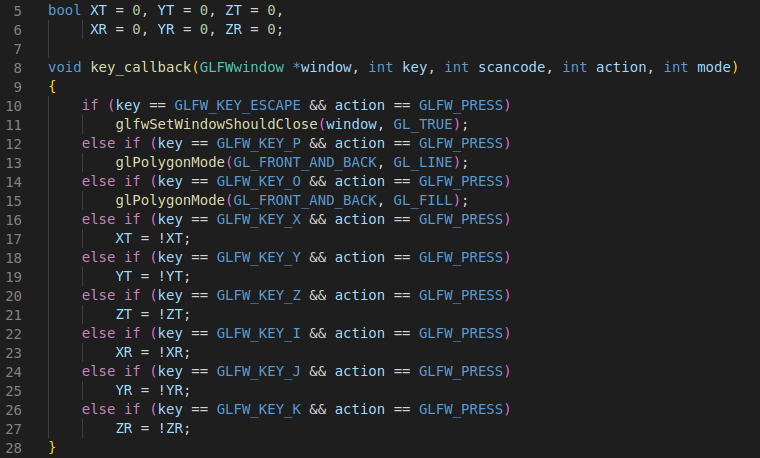 5 bool XT = 0, YT = 0, ZT = 0,
6      XR = 0, YR = 0, ZR = 0;
7
8 void key_callback(GLFWwindow *window, int key, int scancode, int action, int mode)
9 {
10     if (key == GLFW_KEY_ESCAPE && action == GLFW_PRESS)
11         glfwSetWindowShouldClose(window, GL_TRUE);
12     else if (key == GLFW_KEY_P && action == GLFW_PRESS)
13         glPolygonMode(GL_FRONT_AND_BACK, GL_LINE);
14     else if (key == GLFW_KEY_O && action == GLFW_PRESS)
15         glPolygonMode(GL_FRONT_AND_BACK, GL_FILL);
16     else if (key == GLFW_KEY_X && action == GLFW_PRESS)
17         XT = !XT;
18     else if (key == GLFW_KEY_Y && action == GLFW_PRESS)
19         YT = !YT;
20     else if (key == GLFW_KEY_Z && action == GLFW_PRESS)
21         ZT = !ZT;
22     else if (key == GLFW_KEY_I && action == GLFW_PRESS)
23         XR = !XR;
24     else if (key == GLFW_KEY_J && action == GLFW_PRESS)
25         YR = !YR;
26     else if (key == GLFW_KEY_K && action == GLFW_PRESS)
27         ZR = !ZR;
28 }